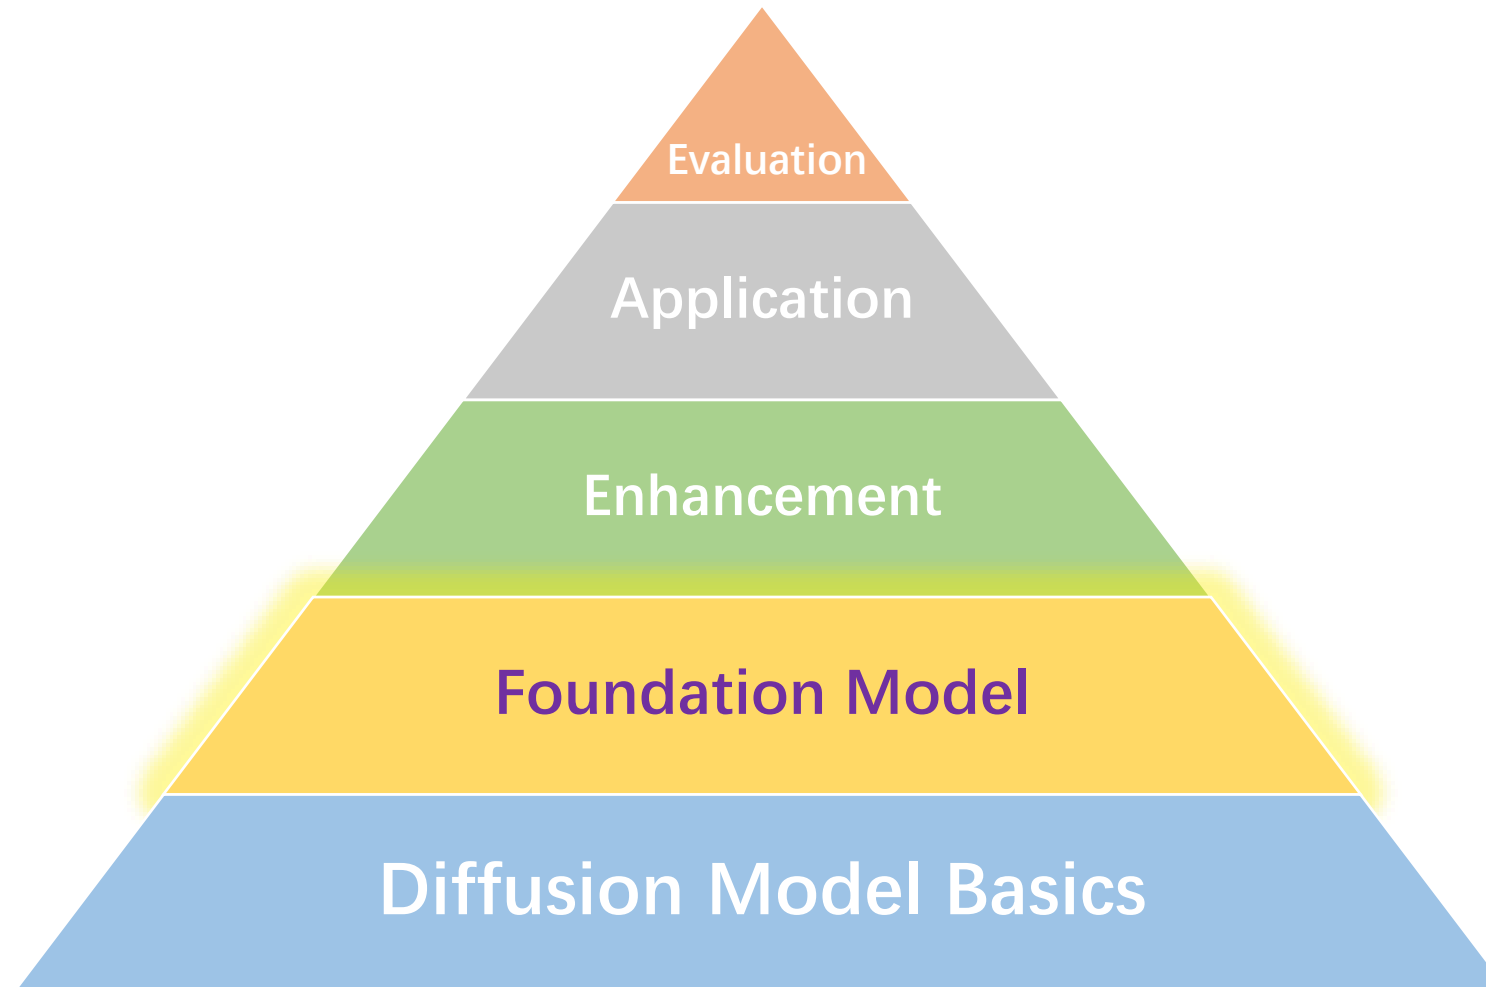 Evaluation
Application
Enhancement
Foundation Model
Diffusion Model Basics